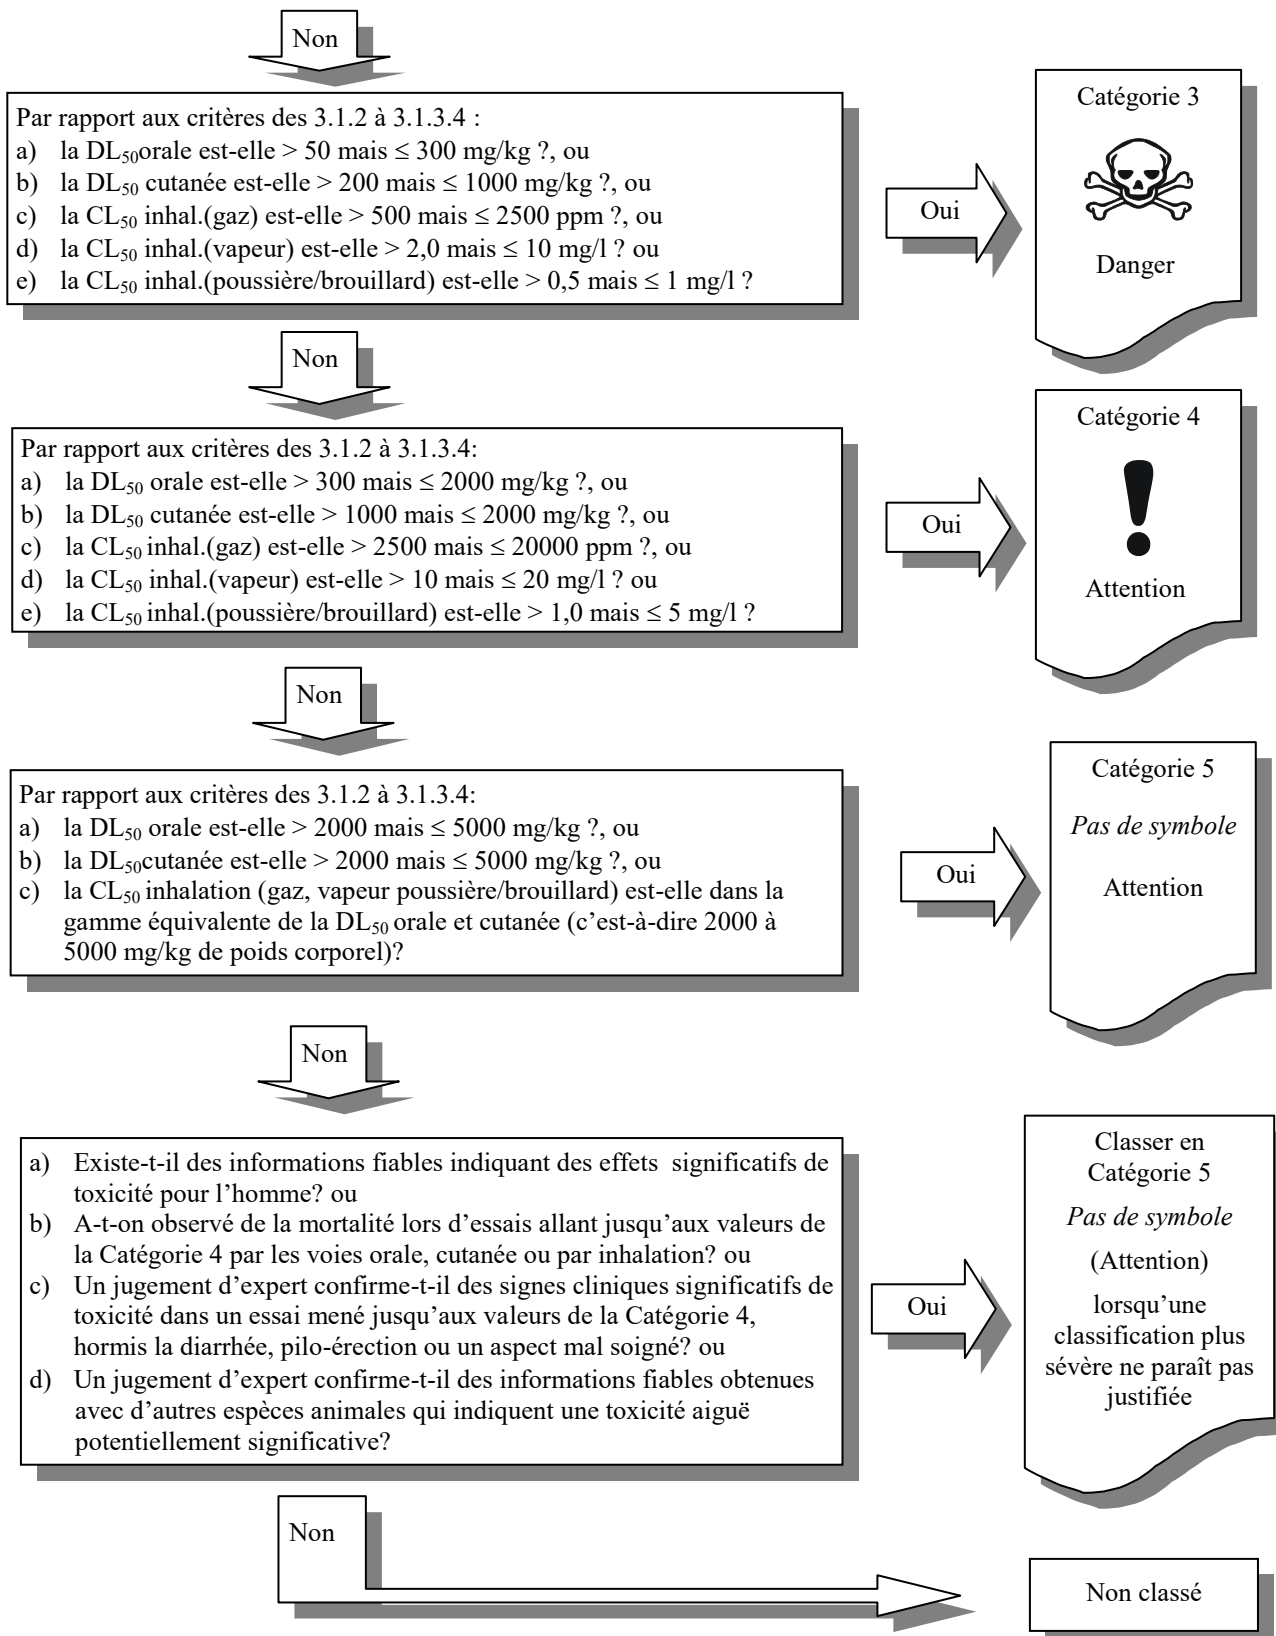 Non
Par rapport aux critères des 3.1.2 à 3.1.3.4 :
a) la DL50orale est-elle > 50 mais ≤ 300 mg/kg ?, ou
b) la DL50 cutanée est-elle > 200 mais ≤ 1000 mg/kg ?, ou
c) la CL50 inhal.(gaz) est-elle > 500 mais ≤ 2500 ppm ?, ou
d) la CL50 inhal.(vapeur) est-elle > 2,0 mais ≤ 10 mg/l ? ou
e) la CL50 inhal.(poussière/brouillard) est-elle > 0,5 mais ≤ 1 mg/l ?
Oui
Catégorie 3
Danger
Non
Par rapport aux critères des 3.1.2 à 3.1.3.4:
a) la DL50 orale est-elle > 300 mais ≤ 2000 mg/kg ?, ou
b) la DL50 cutanée est-elle > 1000 mais ≤ 2000 mg/kg ?, ou
c) la CL50 inhal.(gaz) est-elle > 2500 mais ≤ 20000 ppm ?, ou
d) la CL50 inhal.(vapeur) est-elle > 10 mais ≤ 20 mg/l ? ou
e) la CL50 inhal.(poussière/brouillard) est-elle > 1,0 mais ≤ 5 mg/l ?
Oui
Catégorie 4
Attention
Non
Par rapport aux critères des 3.1.2 à 3.1.3.4:
a) la DL50 orale est-elle > 2000 mais ≤ 5000 mg/kg ?, ou
b) la DL50cutanée est-elle > 2000 mais ≤ 5000 mg/kg ?, ou
c) la CL50 inhalation (gaz, vapeur poussière/brouillard) est-elle dans la
gamme équivalente de la DL50 orale et cutanée (c'est-à-dire 2000 à
5000 mg/kg de poids corporel)?
Oui
Catégorie 5
Pas de symbole
Attention
Non
a) Existe-t-il des informations fiables indiquant des effets significatifs de
toxicité pour l'homme? ou
b) A-t-on observé de la mortalité lors d'essais allant jusqu'aux valeurs de
la Catégorie 4 par les voies orale, cutanée ou par inhalation? ou
c) Un jugement d'expert confirme-t-il des signes cliniques significatifs de
toxicité dans un essai mené jusqu'aux valeurs de la Catégorie 4,
hormis la diarrhée, pilo-érection ou un aspect mal soigné? ou
d) Un jugement d'expert confirme-t-il des informations fiables obtenues
avec d'autres espèces animales qui indiquent une toxicité aiguë
potentiellement significative?
Oui
Classer en
Catégorie 5
Pas de symbole
(Attention)
lorsqu'une
classification plus
sévère ne paraît pas
justifiée
Non
Non classé